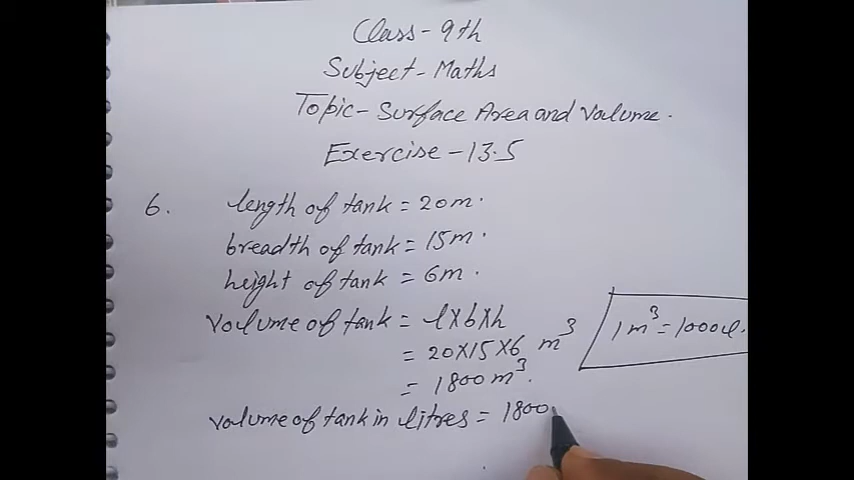 Class-9th
Subject-Maths
Topic-Surface Area and Volume.
Exercise-13.5
6. length of tank = 20m.
breadth of tank = 15m.
height of tank = 6m.
volume of tank = l×b×h
= 20×15×6 m³
= 1800m³.
1m³=1000l.
volume of tank in litres = 1800